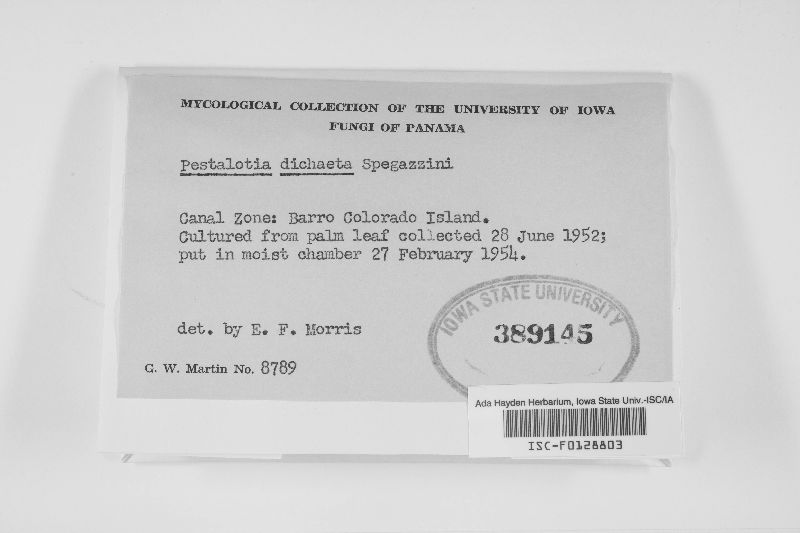 MYCOLOGICAL COLLECTION OF THE UNIVERSITY OF IOWA
FUNGI OF PANAMA
Pestalotia dichaeta Spegazzini
Canal Zone: Barro Colorado Island.
Cultured from palm leaf collected 28 June 1952;
put in moist chamber 27 February 1954.
det. by E. F. Morris
G. W. Martin No. 8789
IOWA STATE UNIVERSITY
389145
Ada Hayden Herbarium, Iowa State Univ.-ISC/IA
ISC-F0128803